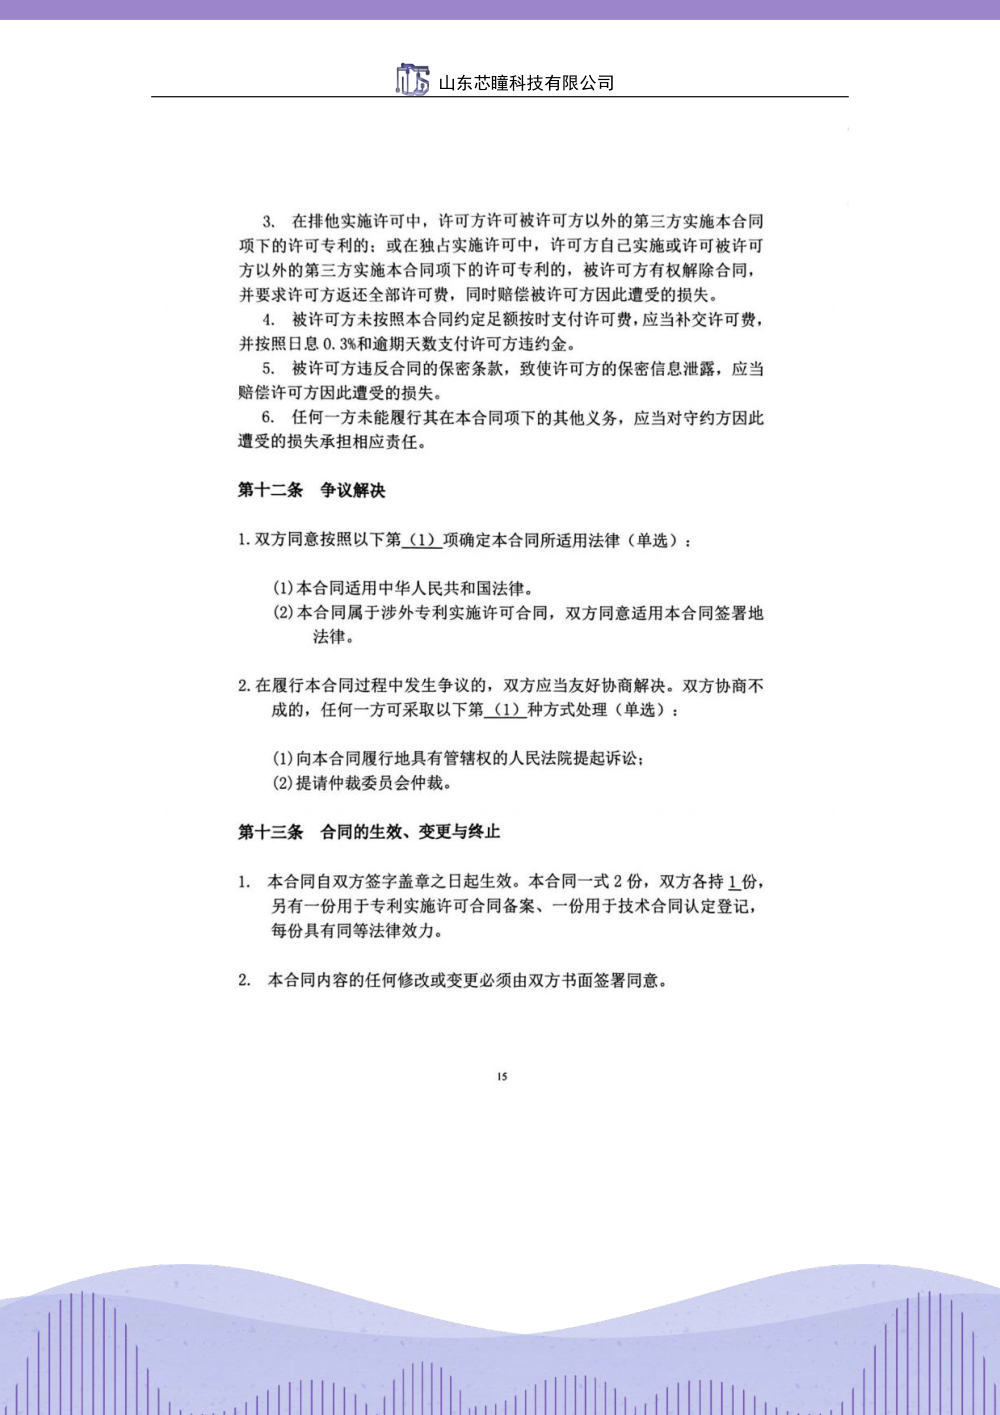 山东芯瞳科技有限公司
3. 在排他实施许可中，许可方许可被许可方以外的第三方实施本合同
项下的许可专利的；或在独占实施许可中，许可方自己实施或许可被许可
方以外的第三方实施本合同项下的许可专利的，被许可方有权解除合同，
并要求许可方返还全部许可费，同时赔偿被许可方因此遭受的损失。
4. 被许可方未按照本合同约定足额按时支付许可费，应当补交许可费，
并按照日息0.3%和逾期天数支付许可方违约金。
5. 被许可方违反合同的保密条款，致使许可方的保密信息泄露，应当
赔偿许可方因此遭受的损失。
6. 任何一方未能履行其在本合同项下的其他义务，应当对守约方因此
遭受的损失承担相应责任。
第十二条 争议解决
1.双方同意按照以下第（1）项确定本合同所适用法律（单选）:
(1)本合同适用中华人民共和国法律。
(2)本合同属于涉外专利实施许可合同，双方同意适用本合同签署地
法律。
2.在履行本合同过程中发生争议的，双方应当友好协商解决。双方协商不
成的，任何一方可采取以下第（1）种方式处理（单选）:
(1)向本合同履行地具有管辖权的人民法院提起诉讼;
(2)提请仲裁委员会仲裁。
第十三条 合同的生效、变更与终止
1. 本合同自双方签字盖章之日起生效。本合同一式 2 份，双方各持 1 份，
另有一份用于专利实施许可合同备案、一份用于技术合同认定登记，
每份具有同等法律效力。
2. 本合同内容的任何修改或变更必须由双方书面签署同意。
15